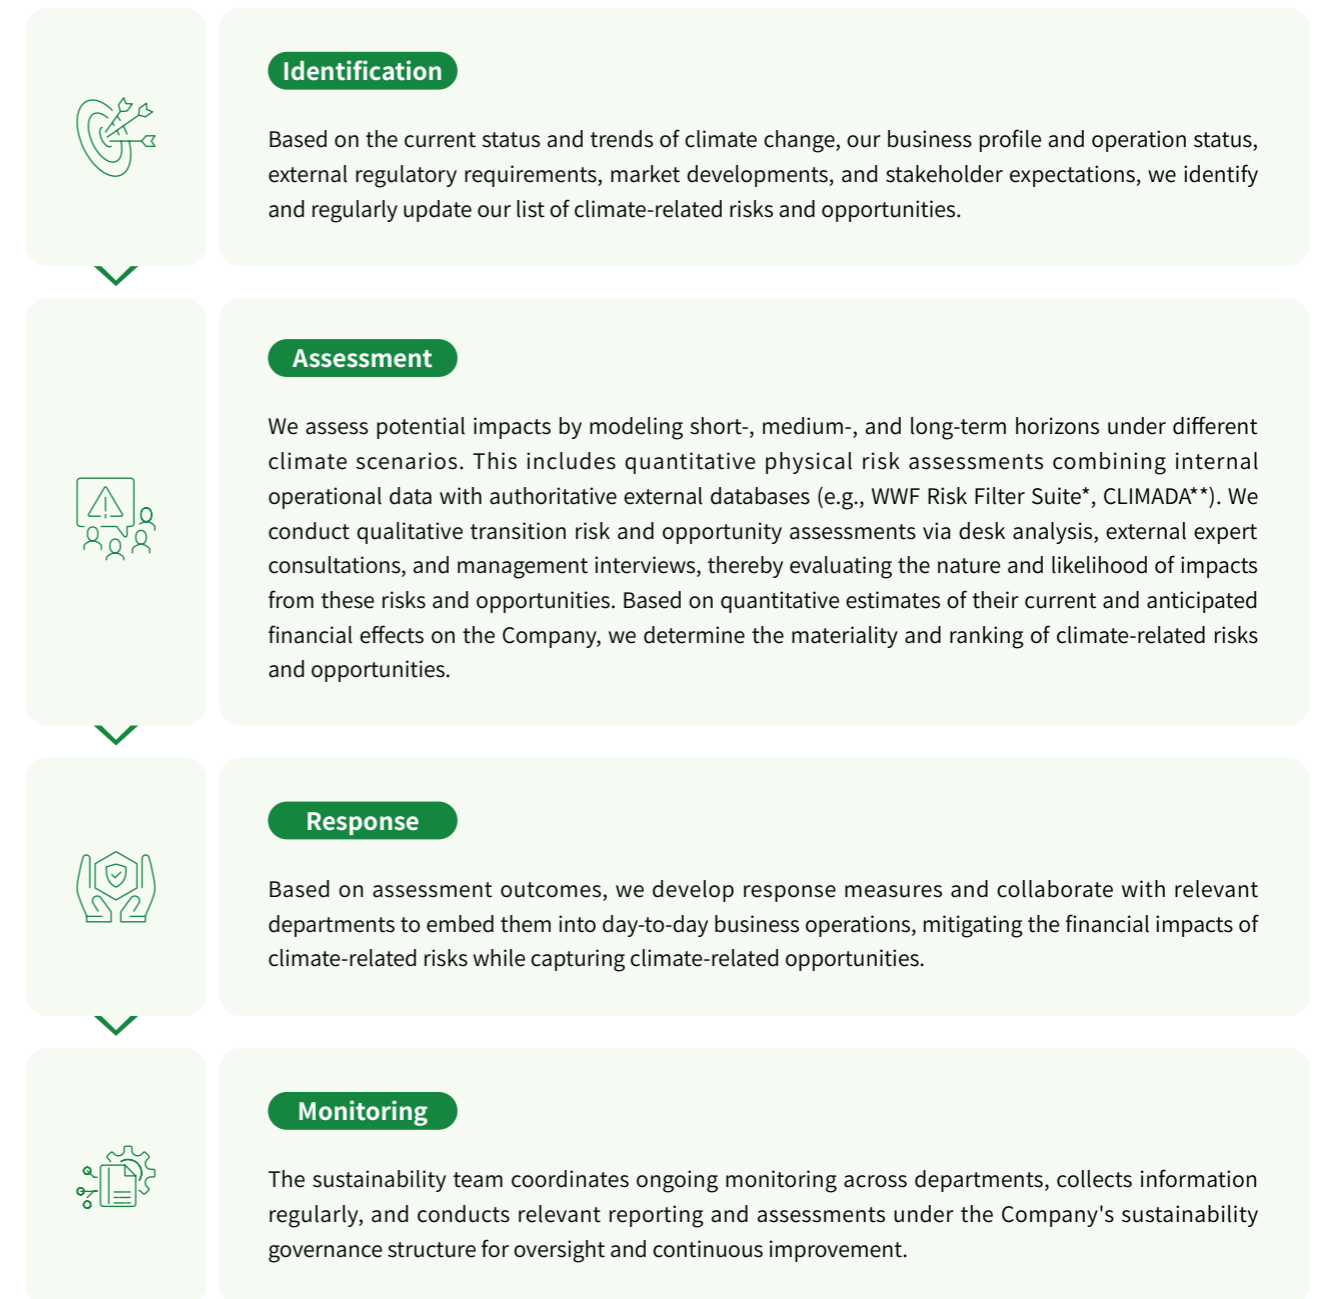 Identification
Based on the current status and trends of climate change, our business profile and operation status,
external regulatory requirements, market developments, and stakeholder expectations, we identify
and regularly update our list of climate-related risks and opportunities.
Assessment
We assess potential impacts by modeling short-, medium-, and long-term horizons under different
climate scenarios. This includes quantitative physical risk assessments combining internal
operational data with authoritative external databases (e.g., WWF Risk Filter Suite*, CLIMADA**). We
conduct qualitative transition risk and opportunity assessments via desk analysis, external expert
consultations, and management interviews, thereby evaluating the nature and likelihood of impacts
from these risks and opportunities. Based on quantitative estimates of their current and anticipated
financial effects on the Company, we determine the materiality and ranking of climate-related risks
and opportunities.
Response
Based on assessment outcomes, we develop response measures and collaborate with relevant
departments to embed them into day-to-day business operations, mitigating the financial impacts of
climate-related risks while capturing climate-related opportunities.
Monitoring
The sustainability team coordinates ongoing monitoring across departments, collects information
regularly, and conducts relevant reporting and assessments under the Company's sustainability
governance structure for oversight and continuous improvement.